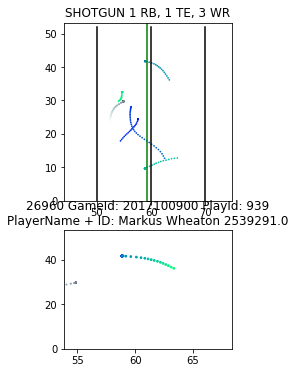 SHOTGUN 1 RB, 1 TE, 3 WR
50
40
30
20
10
0
50 60 70
26960 GameId: 2017100900 PlayId: 939
PlayerName + ID: Markus Wheaton 2539291.0
40
20
0
55 60 65